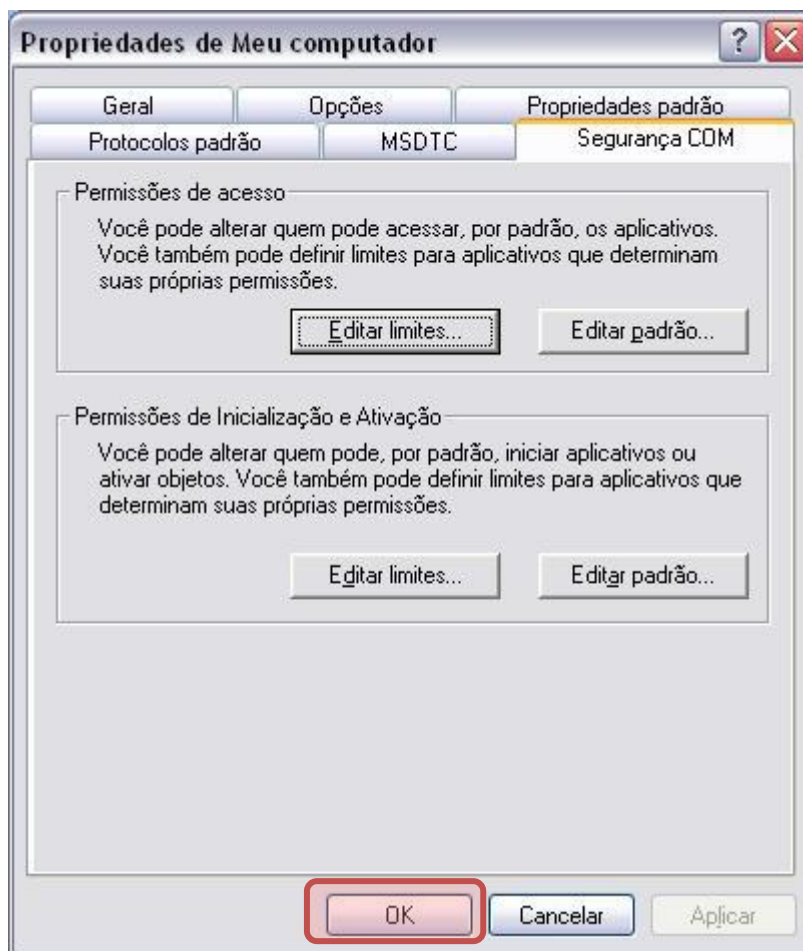 Propriedades de Meu computador
?
Geral Opções Propriedades padrão
Protocolos padrão MSDTC Segurança COM
Permissões de acesso
Você pode alterar quem pode acessar, por padrão, os aplicativos.
Você também pode definir limites para aplicativos que determinam
suas próprias permissões.
Editar limites... Editar padrão...
Permissões de Inicialização e Ativação
Você pode alterar quem pode, por padrão, iniciar aplicativos ou
ativar objetos. Você também pode definir limites para aplicativos que
determinam suas próprias permissões.
Editar limites... Editar padrão...
OK Cancelar Aplicar